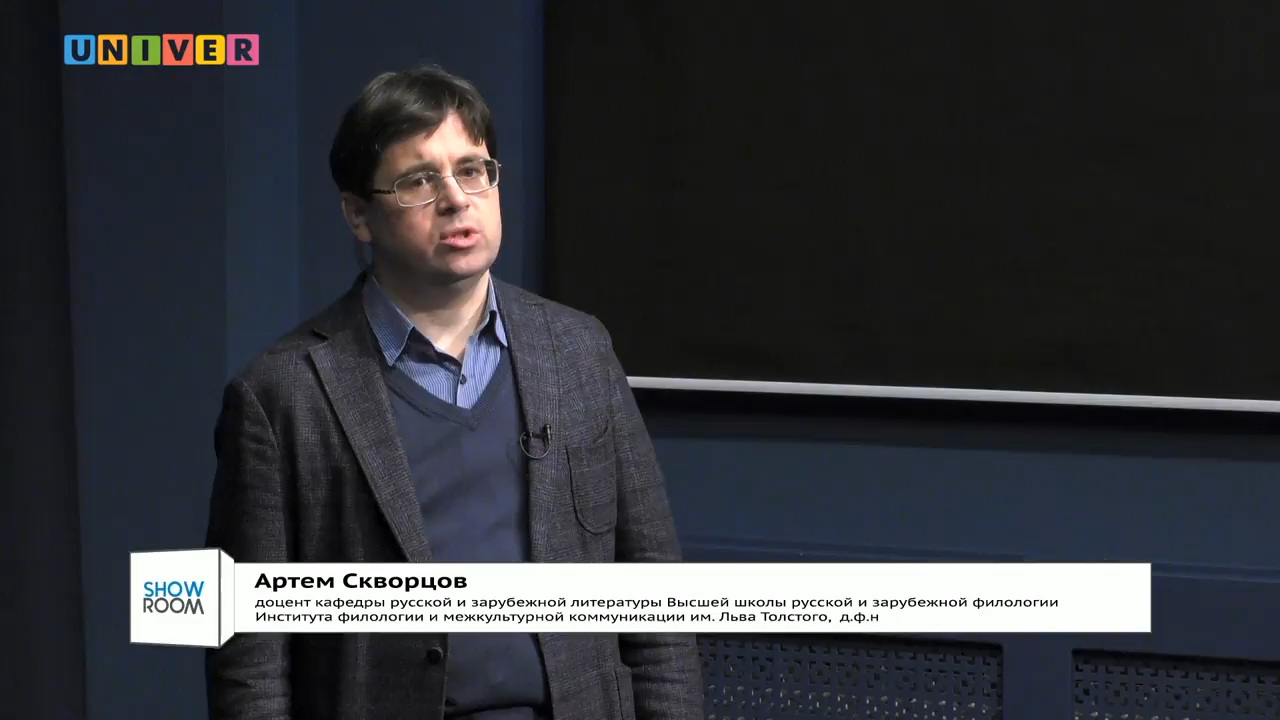 UNIVER
SHOW
ROOM
Артем Скворцов
доцент кафедры русской и зарубежной литературы Высшей школы русской и зарубежной филологии
Института филологии и межкультурной коммуникации им. Льва Толстого, д.ф.н